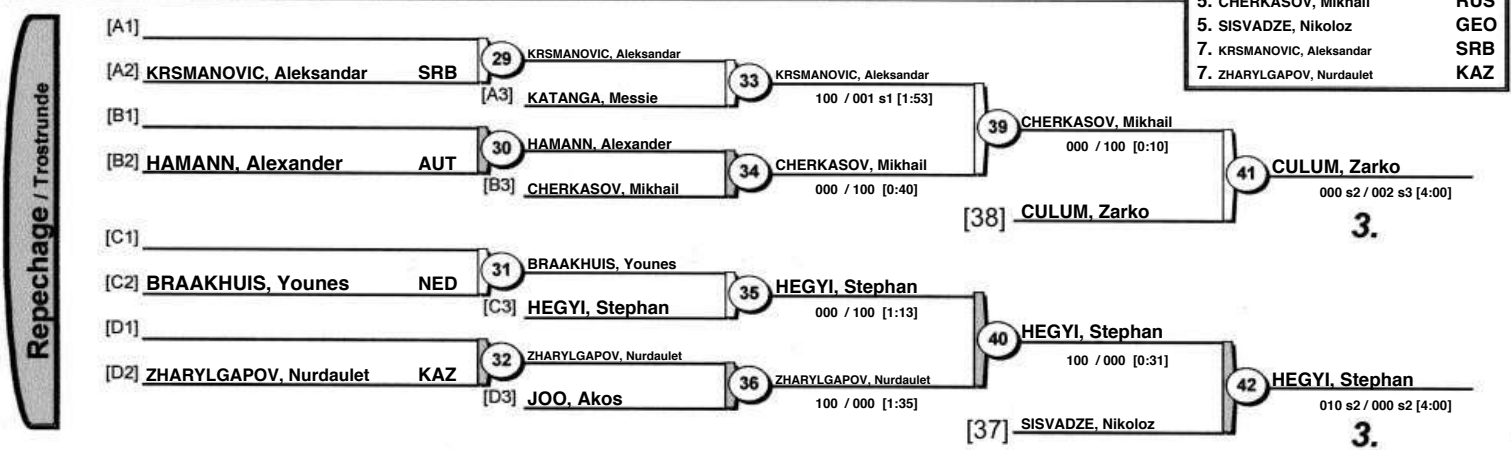 5. CHERKASOV, Mikhail RUS
5. SISVADZE, Nikoloz GEO
7. KRSMANOVIC, Aleksandar SRB
7. ZHARYLGAPOV, Nurdaulet KAZ
Repechage / Trostrunde
[A1]
[A2] KRSMANOVIC, Aleksandar SRB
29 KRSMANOVIC, Aleksandar
[A3] KATANGA, Messie
33 KRSMANOVIC, Aleksandar
100 / 001 s1 [1:53]
[B1]
[B2] HAMANN, Alexander AUT
30 HAMANN, Alexander
[B3] CHERKASOV, Mikhail
34 CHERKASOV, Mikhail
000 / 100 [0:40]
39 CHERKASOV, Mikhail
000 / 100 [0:10]
[38] CULUM, Zarko
41 CULUM, Zarko
000 s2 / 002 s3 [4:00]
3.
[C1]
[C2] BRAAKHUIS, Younes NED
31 BRAAKHUIS, Younes
[C3] HEGYI, Stephan
35 HEGYI, Stephan
000 / 100 [1:13]
[D1]
[D2] ZHARYLGAPOV, Nurdaulet KAZ
32 ZHARYLGAPOV, Nurdaulet
[D3] JOO, Akos
36 ZHARYLGAPOV, Nurdaulet
100 / 000 [1:35]
40 HEGYI, Stephan
100 / 000 [0:31]
[37] SISVADZE, Nikoloz
42 HEGYI, Stephan
010 s2 / 000 s2 [4:00]
3.